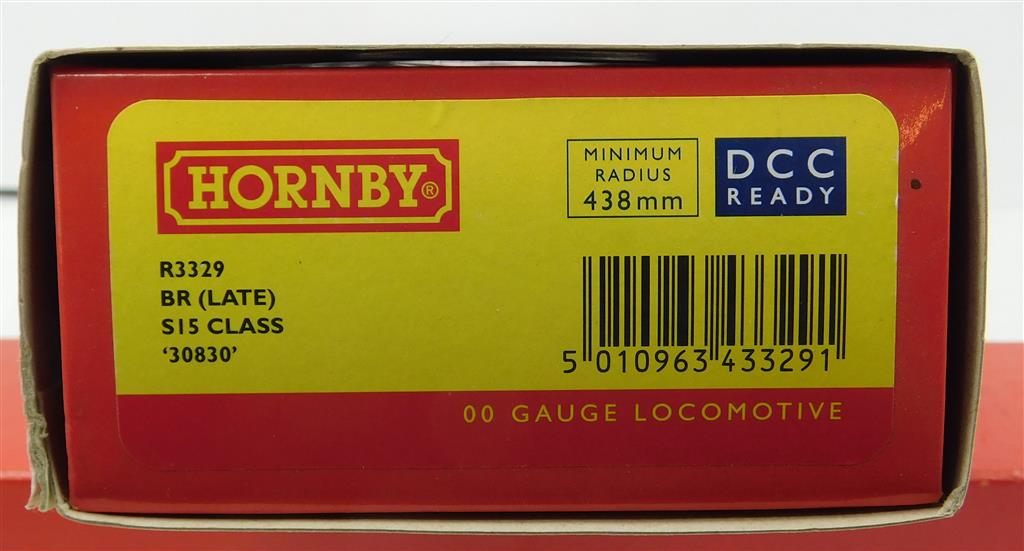 HORNBY®
MINIMUM
RADIUS
438mm
DCC
READY
R3329
BR (LATE)
S15 CLASS
'30830'
5 010963 433291
00 GAUGE LOCOMOTIVE